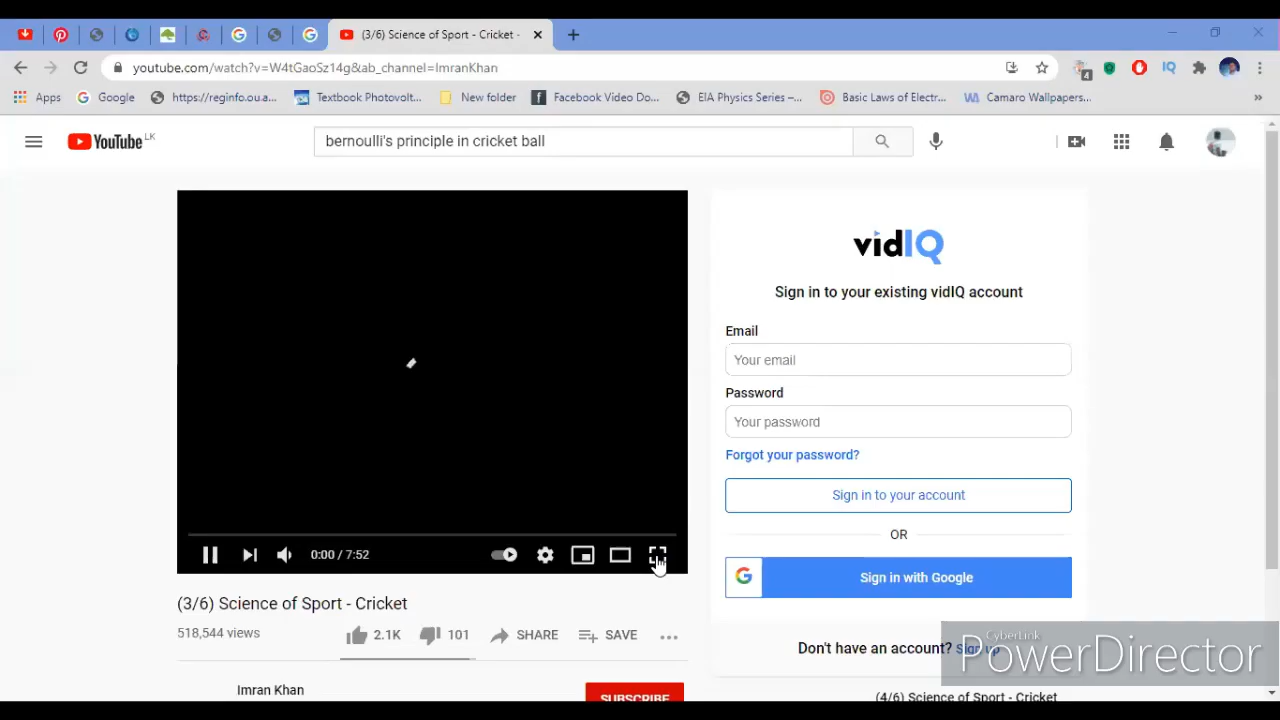 (3/6) Science of Sport - Cricket -
youtube.com/watch?v=W4tGaoSz14g&ab_channel=ImranKhan
4
IQ
Apps
Google
https://reginfo.ou.a...
Textbook Photovolt...
New folder
Facebook Video Do...
EIA Physics Series –...
Basic Laws of Electr...
Camaro Wallpapers...
»
YouTube LK
bernoulli's principle in cricket ball
vidIQ
Sign in to your existing vidIQ account
Email
Your email
Password
Your password
Forgot your password?
Sign in to your account
OR
Sign in with Google
0:00 / 7:52
(3/6) Science of Sport - Cricket
518,544 views
2.1K
101
SHARE
SAVE
Don't have an account? Sign up
CyberLink
PowerDirector
Imran Khan
SUBSCRIBE
(4/6) Science of Sport - Cricket